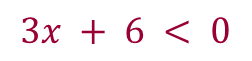 3x + 6 < 0